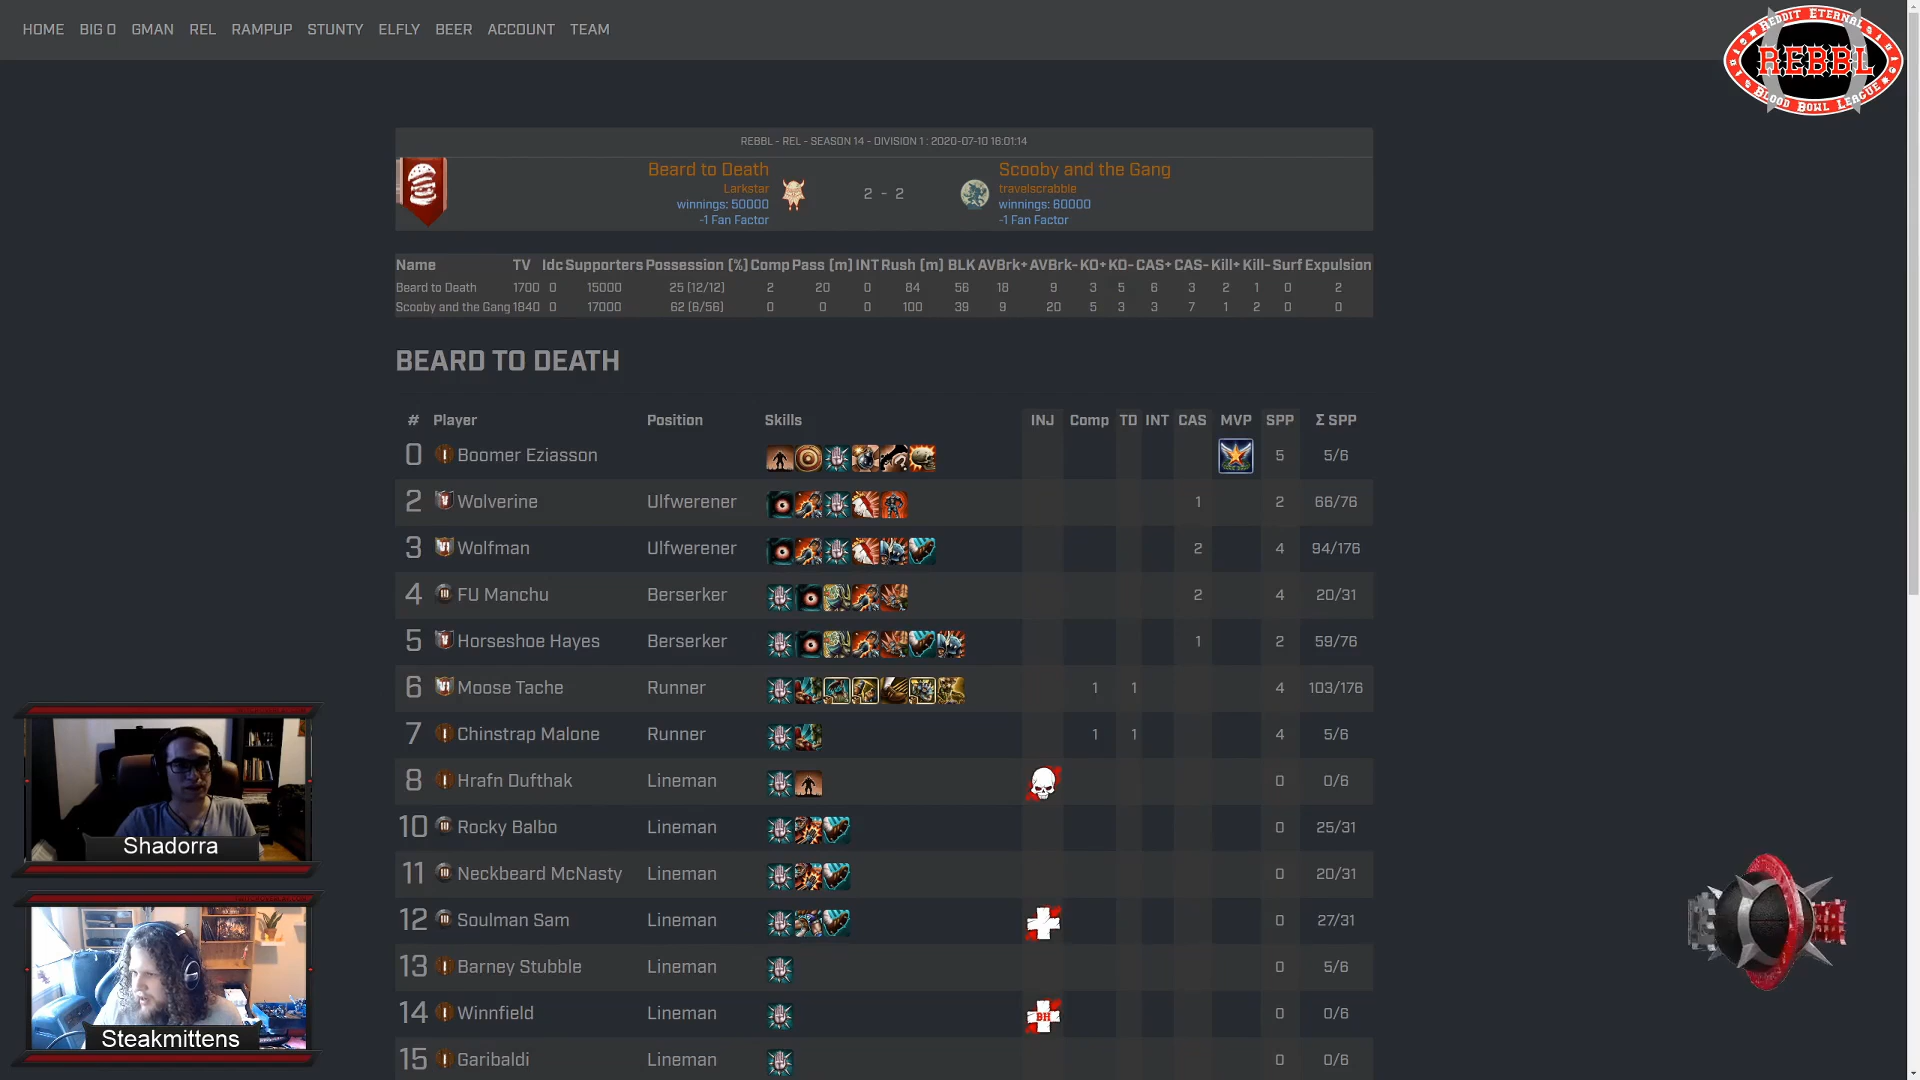 HOME BIG O GMAN REL RAMPUP STUNTY ELFLY BEER ACCOUNT TEAM
REDDIT ETERNAL
REBBL
BLOOD BOWL LEAGUE
REBBL - REL - SEASON 14 - DIVISION 1 : 2020-07-10 16:01:14
Beard to Death 2 - 2 Scooby and the Gang
Larkstar travelscrabble
winnings: 50000 winnings: 60000
-1 Fan Factor -1 Fan Factor
Name TV Idc Supporters Possession (%) Comp Pass (m) INT Rush (m) BLK AVBrk+ AVBrk- KO+ KO- CAS+ CAS- Kill+ Kill- Surf Expulsion
Beard to Death 1700 0 15000 25 (12/12) 2 20 0 84 56 18 9 3 5 6 3 2 1 0 2
Scooby and the Gang 1840 0 17000 62 (6/56) 0 0 0 100 39 9 20 5 3 3 7 1 2 0 0
BEARD TO DEATH
# Player Position Skills INJ Comp TD INT CAS MVP SPP Σ SPP
0 I Boomer Eziasson 5 5/6
2 Wolverine Ulfwerener 1 2 66/76
3 VI Wolfman Ulfwerener 2 4 94/176
4 III FU Manchu Berserker 2 4 20/31
5 Horseshoe Hayes Berserker 1 2 59/76
6 VI Moose Tache Runner 1 1 4 103/176
7 I Chinstrap Malone Runner 1 1 4 5/6
8 I Hrafn Dufthak Lineman 0 0/6
10 III Rocky Balbo Lineman 0 25/31
11 III Neckbeard McNasty Lineman 0 20/31
12 III Soulman Sam Lineman 0 27/31
13 I Barney Stubble Lineman 0 5/6
14 I Winnfield Lineman BH 0 0/6
15 I Garibaldi Lineman 0 0/6
Shadorra
Steakmittens